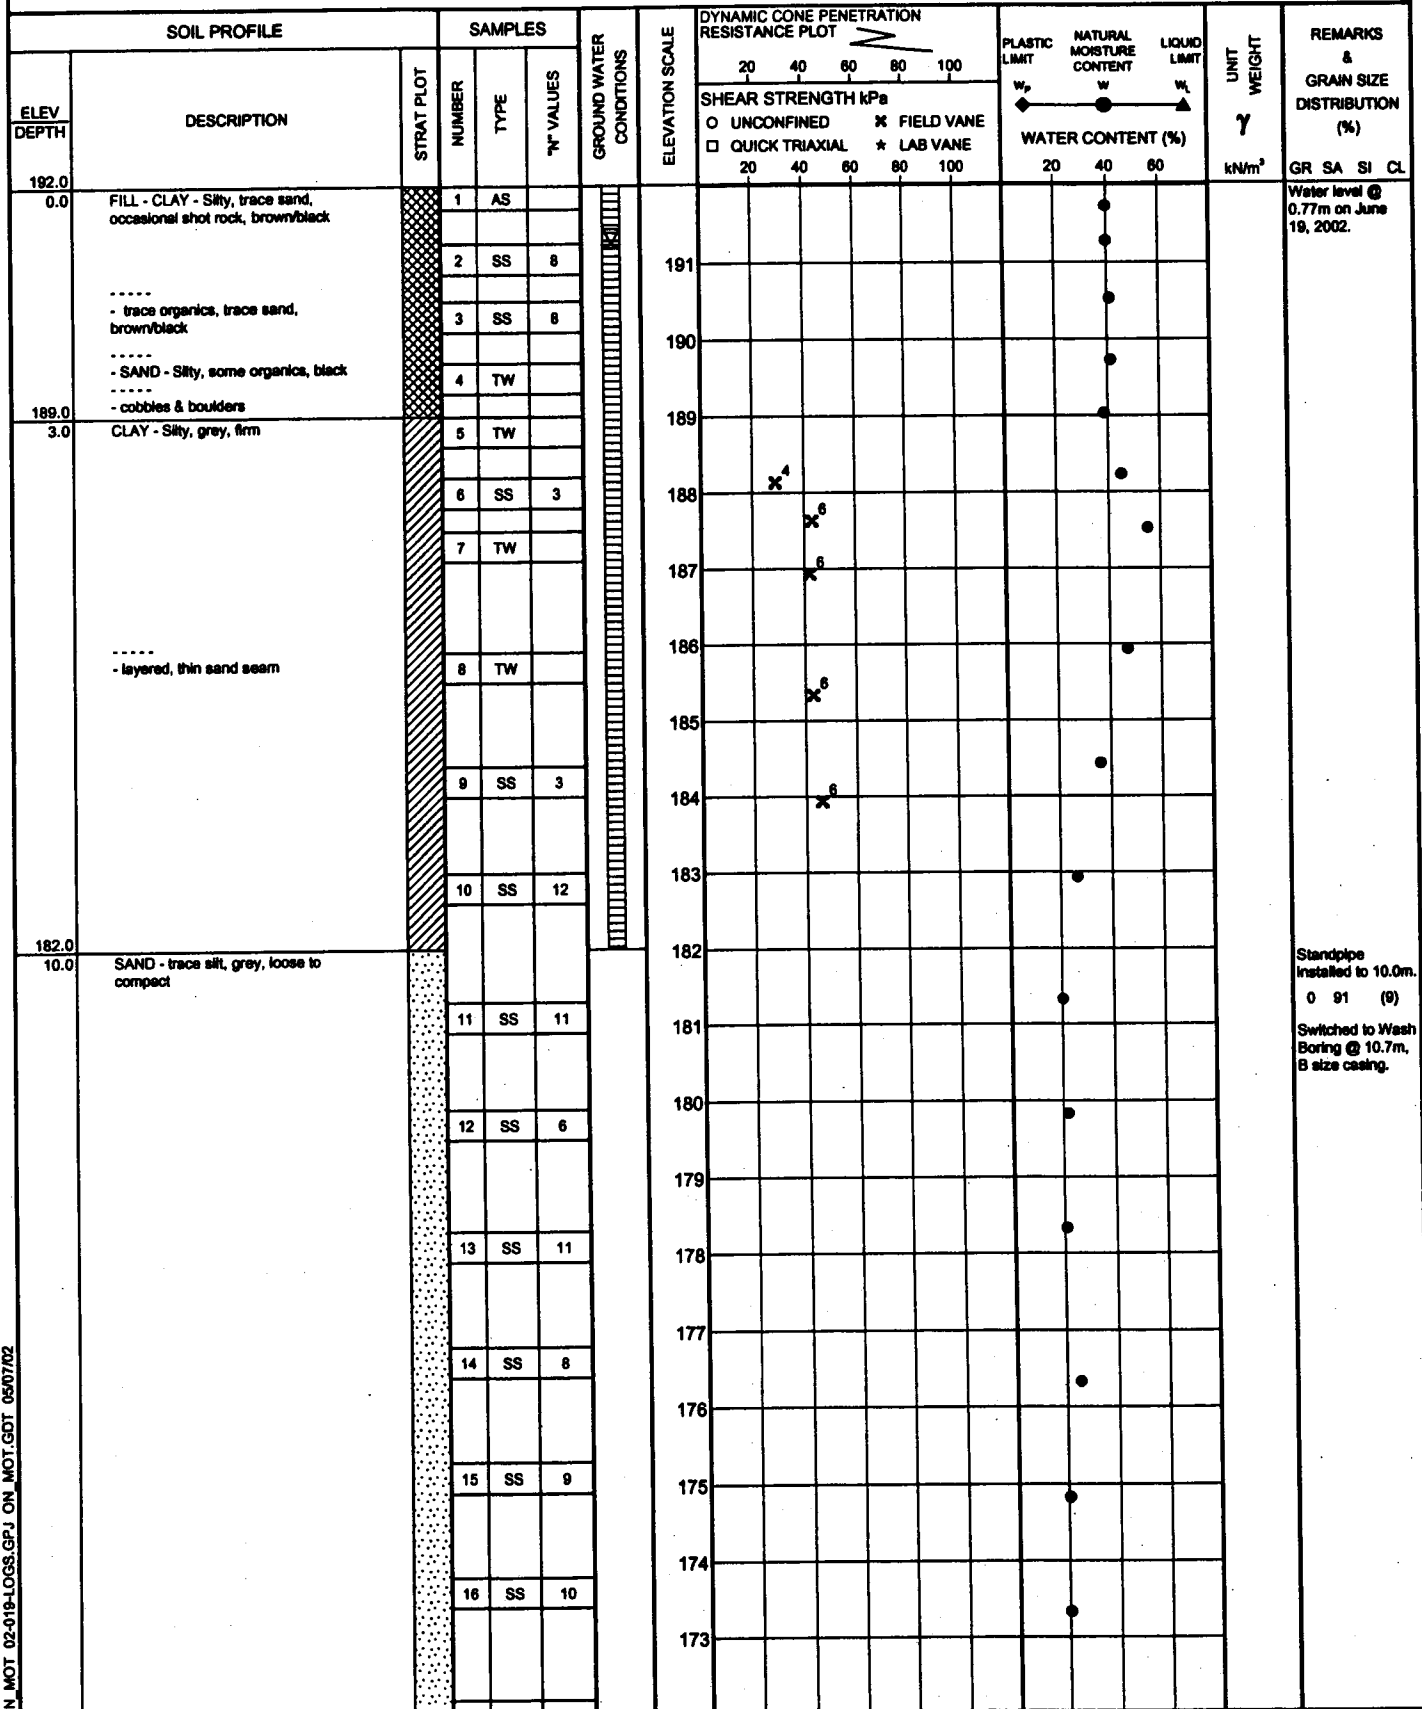 SOIL PROFILE
SAMPLES
GROUND WATER CONDITIONS
ELEVATION SCALE
DYNAMIC CONE PENETRATION
RESISTANCE PLOT
20 40 60 80 100
SHEAR STRENGTH kPa
O UNCONFINED ✖ FIELD VANE
□ QUICK TRIAXIAL ★ LAB VANE
20 40 60 80 100
PLASTIC LIMIT
NATURAL MOISTURE CONTENT
LIQUID LIMIT
WP W WL
WATER CONTENT (%)
20 40 60
UNIT WEIGHT
γ
kN/m³
REMARKS
&
GRAIN SIZE
DISTRIBUTION
(%)
GR SA SI CL
ELEV
DEPTH
DESCRIPTION
STRAT PLOT
NUMBER
TYPE
"N" VALUES
192.0
0.0
FILL - CLAY - Silty, trace sand,
occasional shot rock, brown/black
-----
- trace organics, trace sand,
brown/black
-----
- SAND - Silty, some organics, black
-----
- cobbles & boulders
189.0
3.0
CLAY - Silty, grey, firm
-----
- layered, thin sand seam
182.0
10.0
SAND - trace silt, grey, loose to
compact
1 AS
2 SS 8
3 SS 8
4 TW
5 TW
6 SS 3
7 TW
8 TW
9 SS 3
10 SS 12
11 SS 11
12 SS 6
13 SS 11
14 SS 8
15 SS 9
16 SS 10
191
190
189
188
187
186
185
184
183
182
181
180
179
178
177
176
175
174
173
4
6
6
6
6
Water level @
0.77m on June
19, 2002.
Standpipe
installed to 10.0m.
0 91 (9)
Switched to Wash
Boring @ 10.7m,
B size casing.
N_MOT 02-019-LOGS.GPJ ON_MOT.GDT 05/07/02